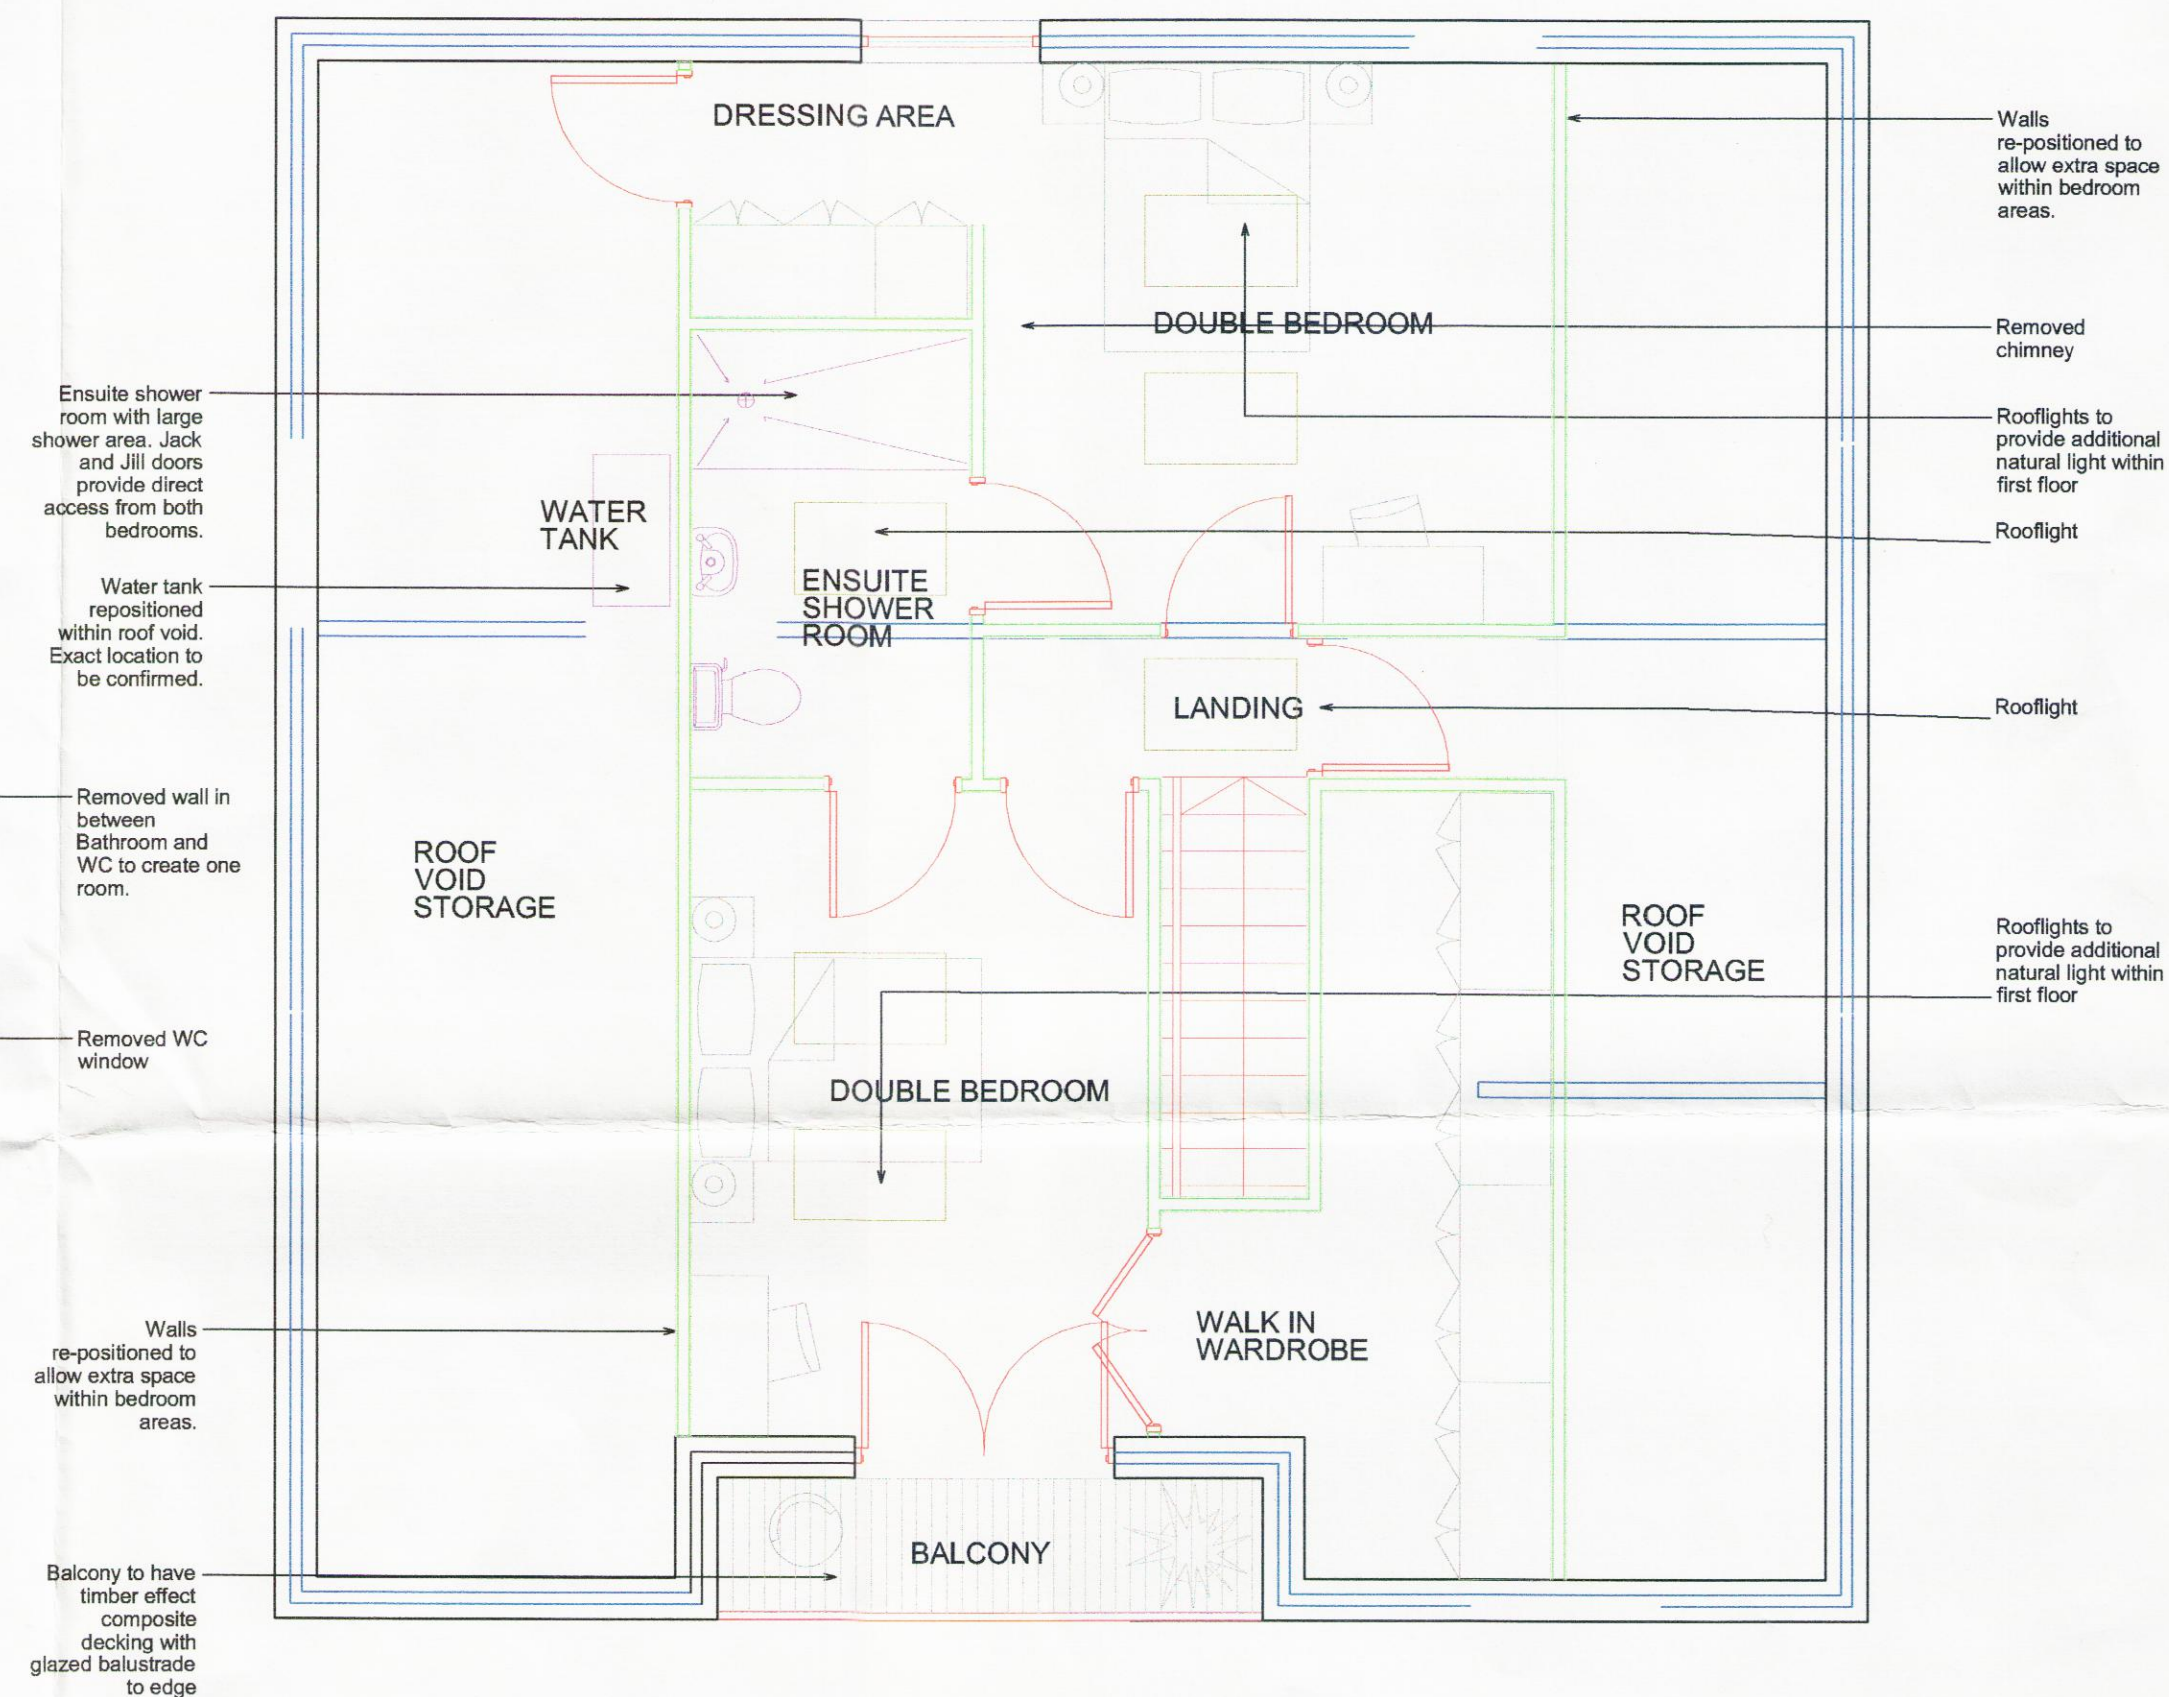 Ensuite shower
room with large
shower area. Jack
and Jill doors
provide direct
access from both
bedrooms.
Water tank
repositioned
within roof void.
Exact location to
be confirmed.
Removed wall in
between
Bathroom and
WC to create one
room.
Removed WC
window
Walls
re-positioned to
allow extra space
within bedroom
areas.
Balcony to have
timber effect
composite
decking with
glazed balustrade
to edge
DRESSING AREA
DOUBLE BEDROOM
WATER
TANK
ENSUITE
SHOWER
ROOM
LANDING
ROOF
VOID
STORAGE
ROOF
VOID
STORAGE
DOUBLE BEDROOM
WALK IN
WARDROBE
BALCONY
Walls
re-positioned to
allow extra space
within bedroom
areas.
Removed
chimney
Rooflights to
provide additional
natural light within
first floor
Rooflight
Rooflight
Rooflights to
provide additional
natural light within
first floor